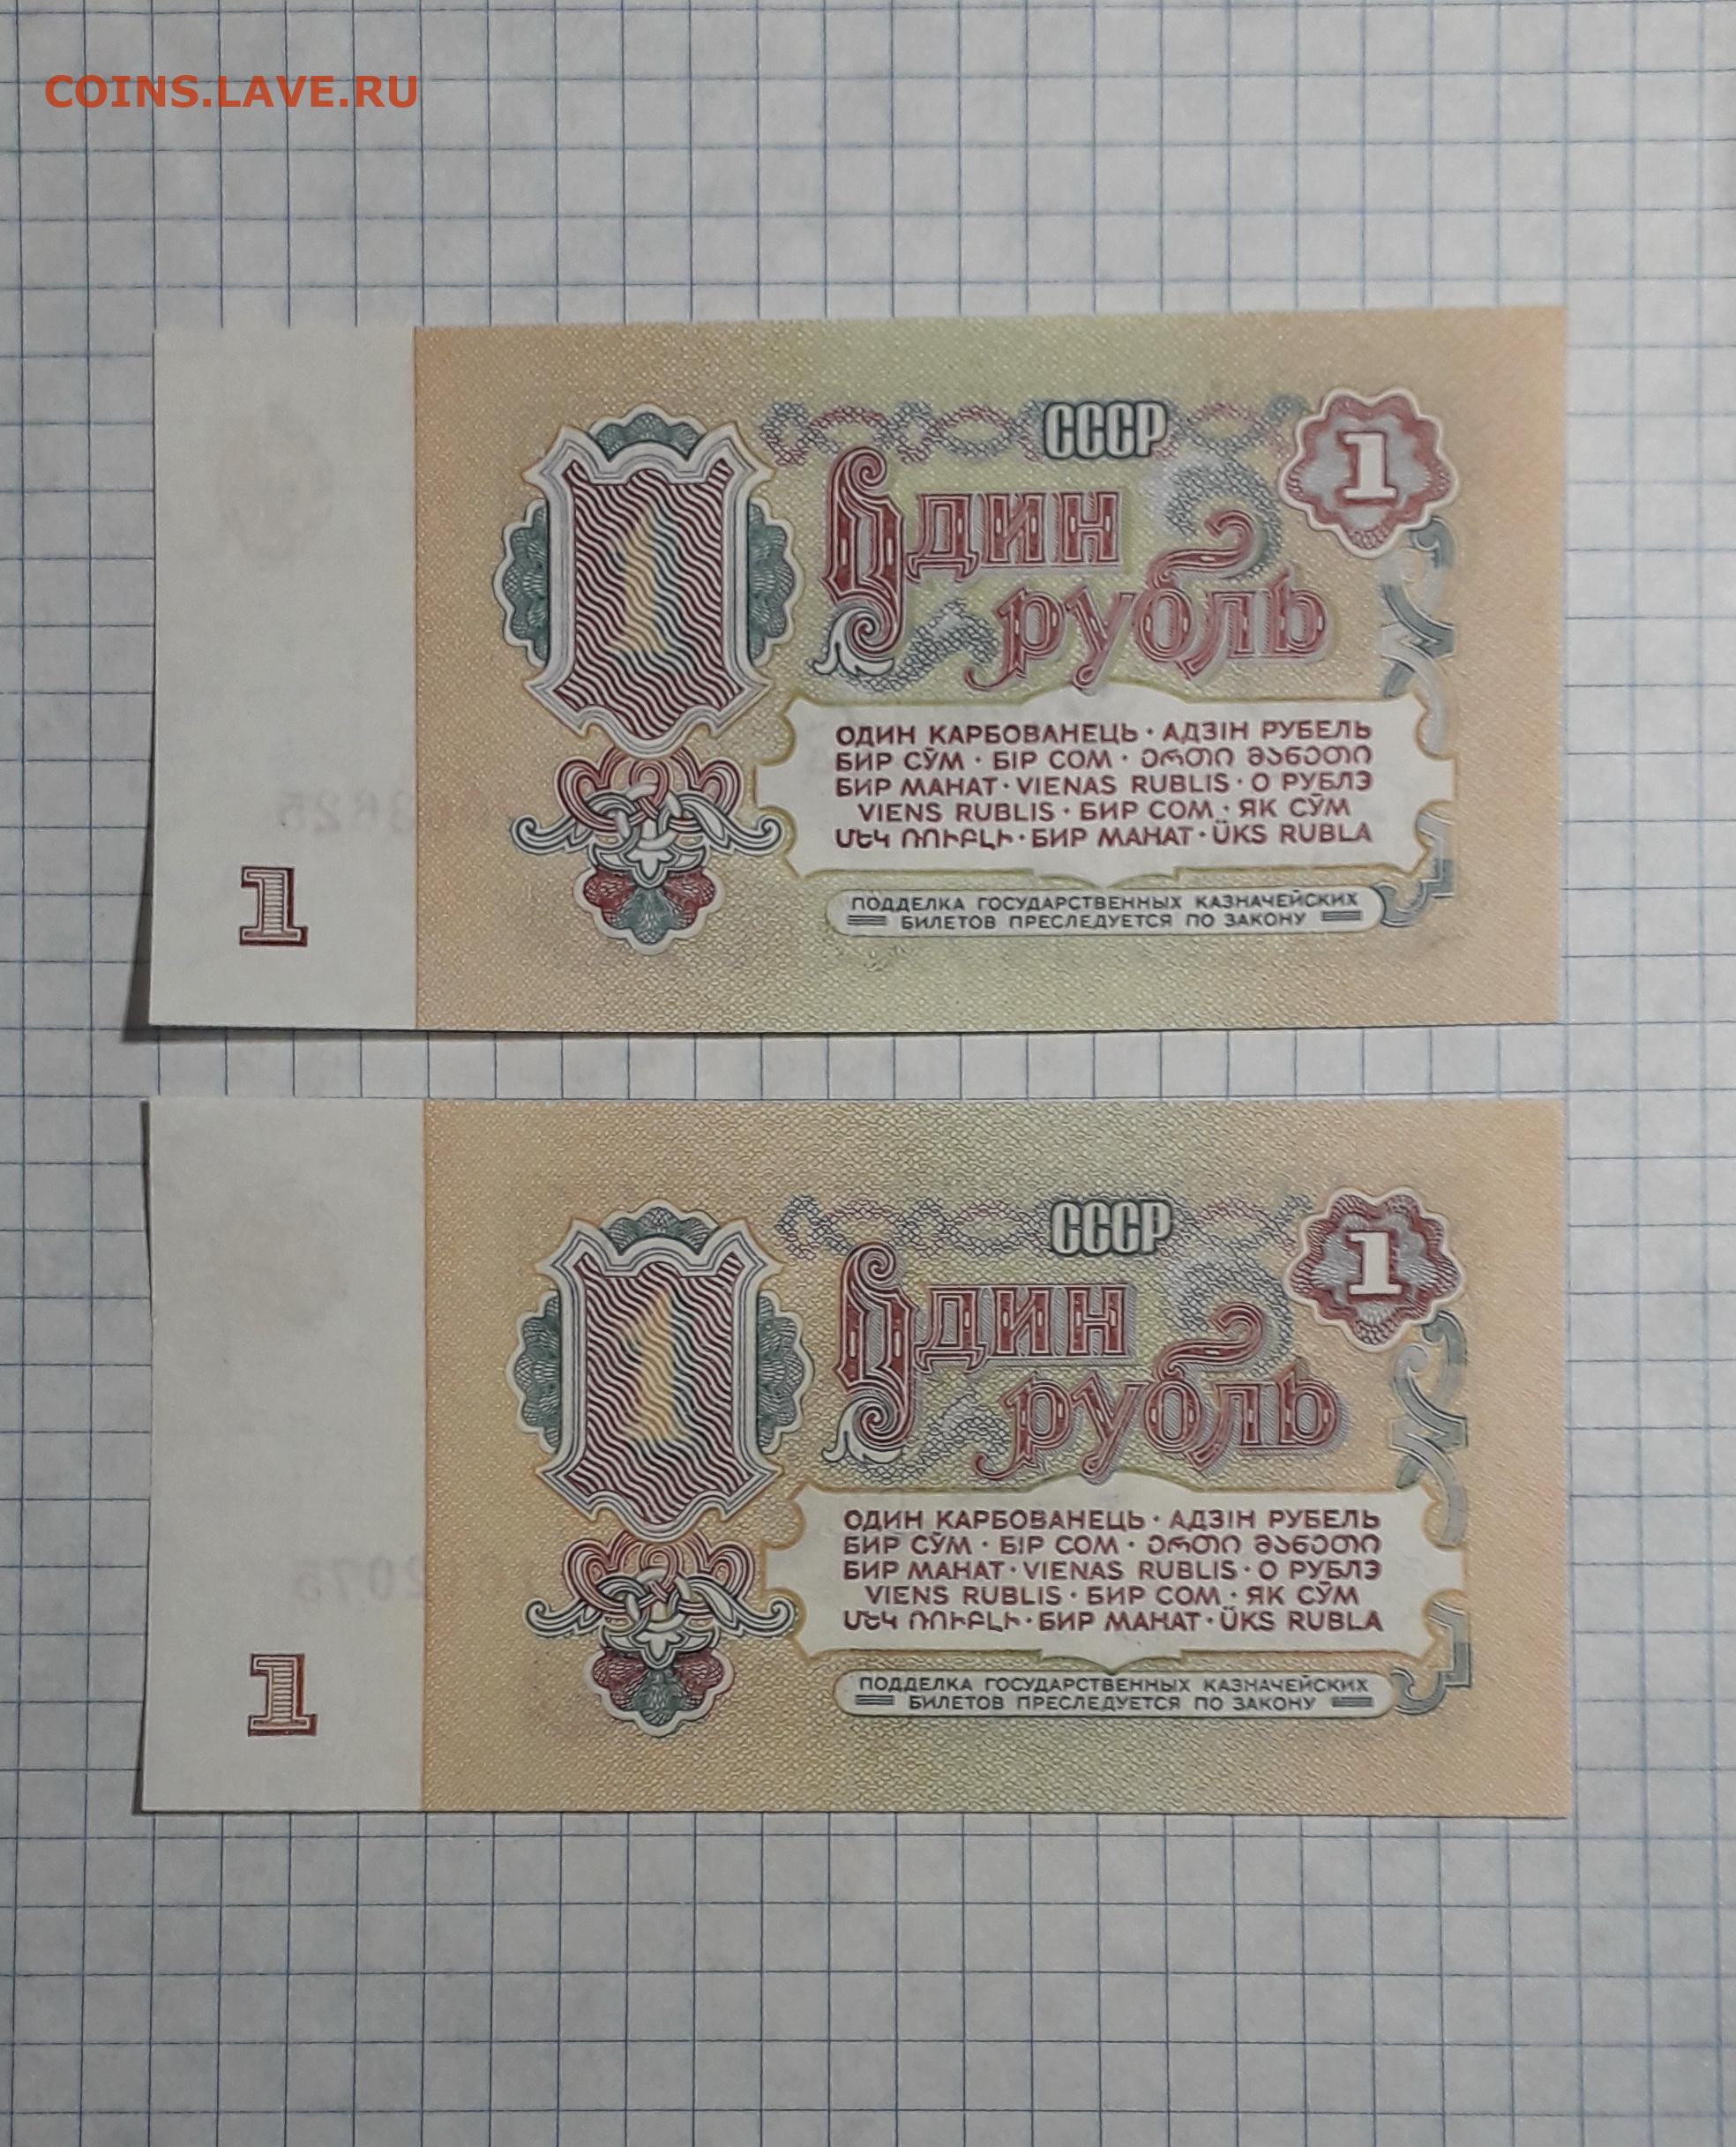 COINS.LAVE.RU
СССР
1
1
Один
рубль
ОДИН КАРБОВАНЕЦЬ · АДЗІН РУБЕЛЬ
БИР СЎМ · БІР СОМ · ᲔᲠᲗᲘ ᲛᲐᲜᲔᲗᲘ
БИР МАНАТ · VIENAS RUBLIS · О РУБЛЭ
VIENS RUBLIS · БИР СОМ · ЯК СӮМ
ՄԵԿ ՌՈՒԲԼԻ · БИР МАНАТ · ÜKS RUBLA
1
ПОДДЕЛКА ГОСУДАРСТВЕННЫХ КАЗНАЧЕЙСКИХ
БИЛЕТОВ ПРЕСЛЕДУЕТСЯ ПО ЗАКОНУ
СССР
1
1
Один
рубль
ОДИН КАРБОВАНЕЦЬ · АДЗІН РУБЕЛЬ
БИР СЎМ · БІР СОМ · ᲔᲠᲗᲘ ᲛᲐᲜᲔᲗᲘ
БИР МАНАТ · VIENAS RUBLIS · О РУБЛЭ
VIENS RUBLIS · БИР СОМ · ЯК СӮМ
ՄԵԿ ՌՈՒԲԼԻ · БИР МАНАТ · ÜKS RUBLA
1
ПОДДЕЛКА ГОСУДАРСТВЕННЫХ КАЗНАЧЕЙСКИХ
БИЛЕТОВ ПРЕСЛЕДУЕТСЯ ПО ЗАКОНУ